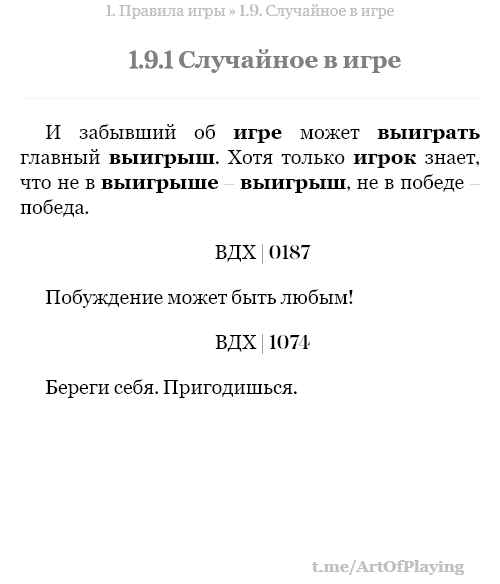 1. Правила игры » 1.9. Случайное в игре
1.9.1 Случайное в игре
И забывший об игре может выиграть
главный выигрыш. Хотя только игрок знает,
что не в выигрыше – выигрыш, не в победе –
победа.
ВДХ | 0187
Побуждение может быть любым!
ВДХ | 1074
Береги себя. Пригодишься.
t.me/ArtOfPlaying